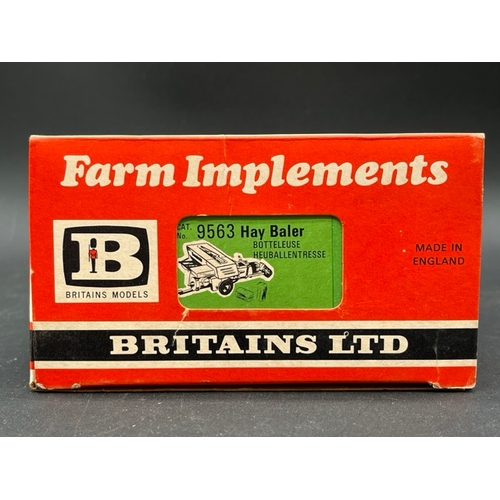 Farm Implements
CAT.
No. 9563 Hay Baler
BOTTELEUSE
HEUBALLENTRESSE
B
BRITAINS MODELS
MADE IN
ENGLAND
BRITAINS LTD